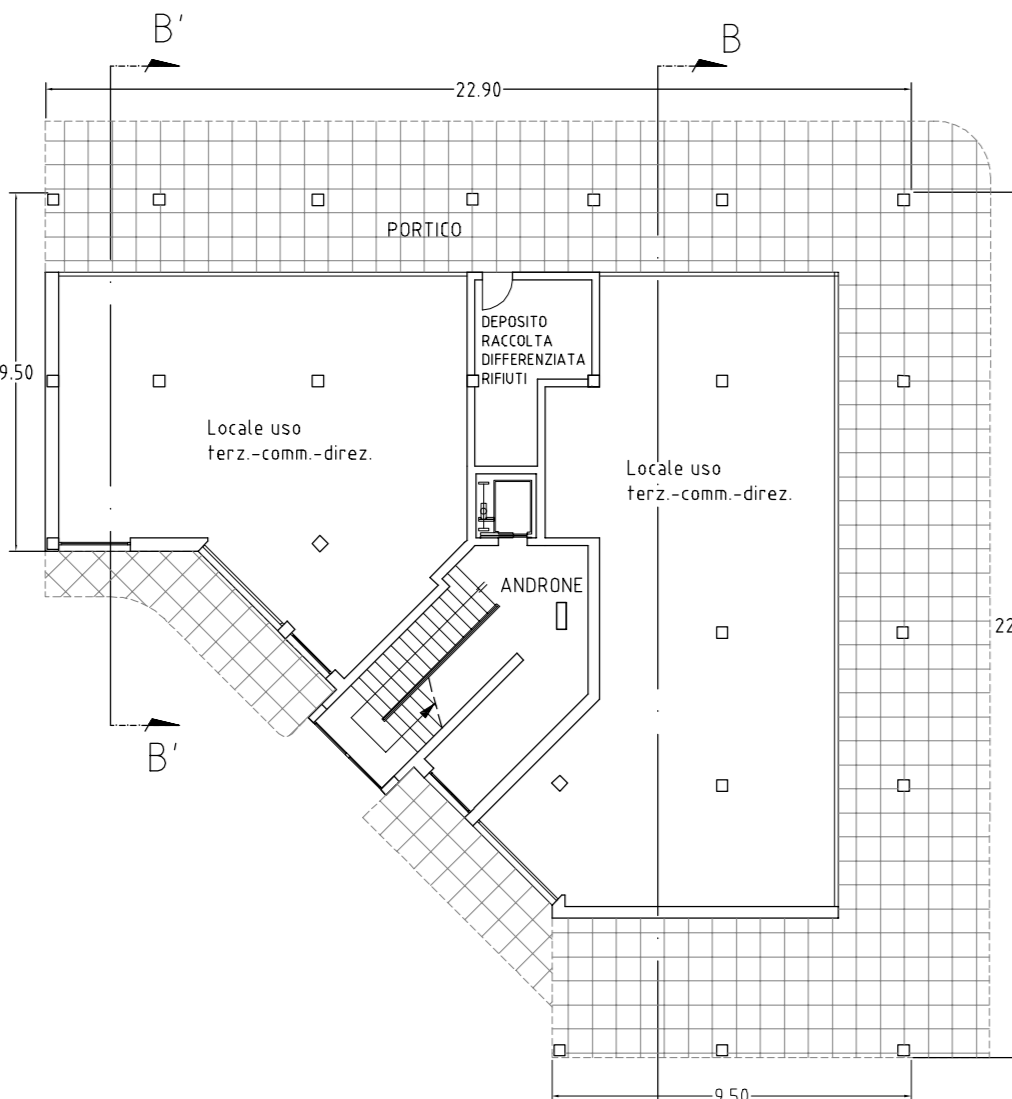 B'
B
22.90
PORTICO
9.50
DEPOSITO
RACCOLTA
DIFFERENZIATA
RIFIUTI
Locale uso
terz.-comm.-direz.
Locale uso
terz.-comm.-direz.
ANDRONE
22
B'
9.50